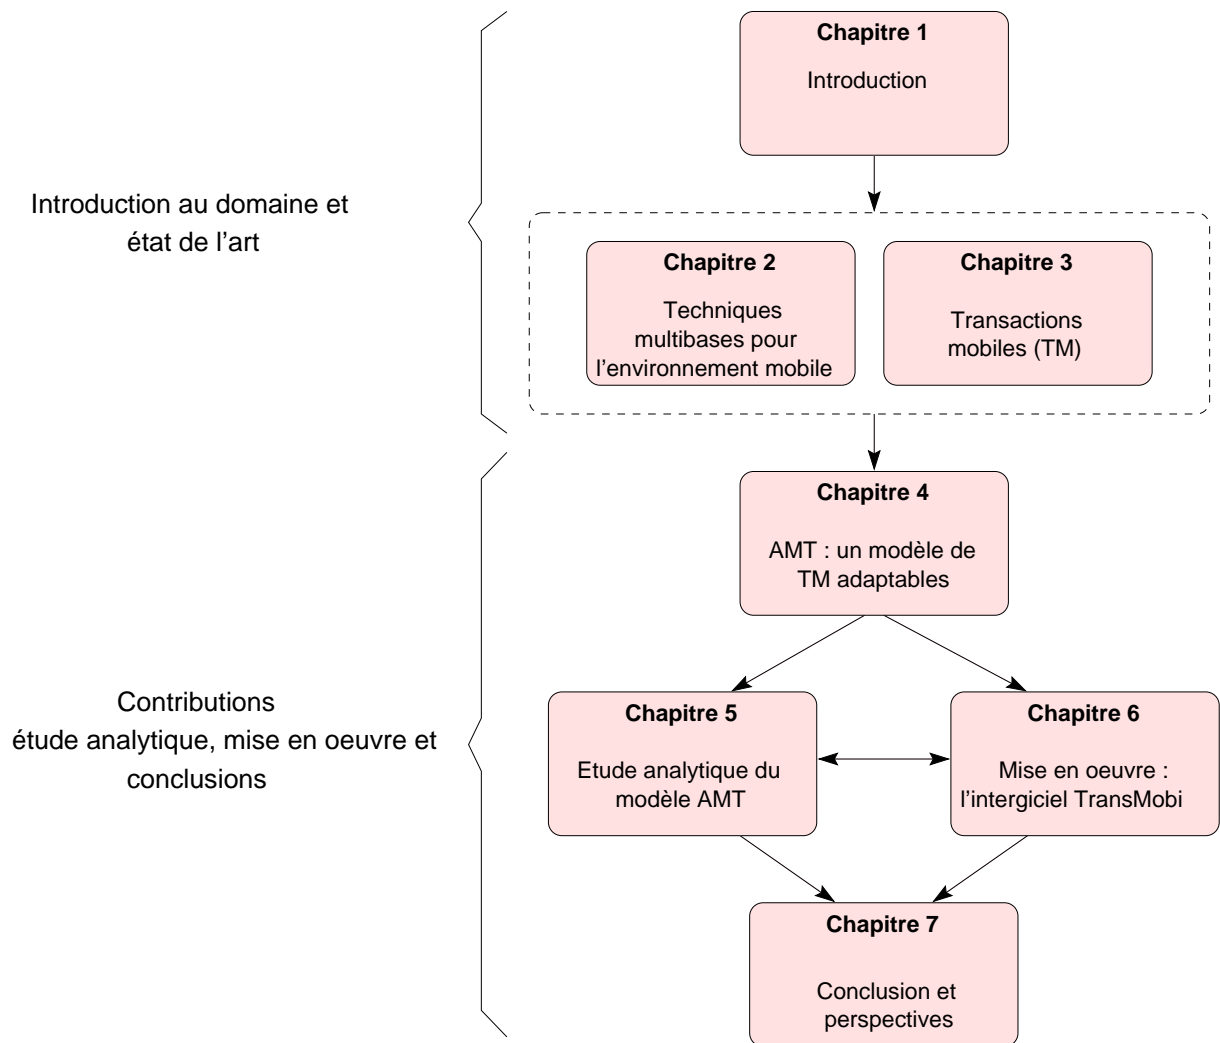 Chapitre 1
Introduction
Introduction au domaine et
état de l’art
Chapitre 2
Techniques
multibases pour
l’environnement mobile
Chapitre 3
Transactions
mobiles (TM)
Chapitre 4
AMT : un modèle de
TM adaptables
Contributions
étude analytique, mise en oeuvre et
conclusions
Chapitre 5
Etude analytique du
modèle AMT
Chapitre 6
Mise en oeuvre :
l’intergiciel TransMobi
Chapitre 7
Conclusion et
perspectives